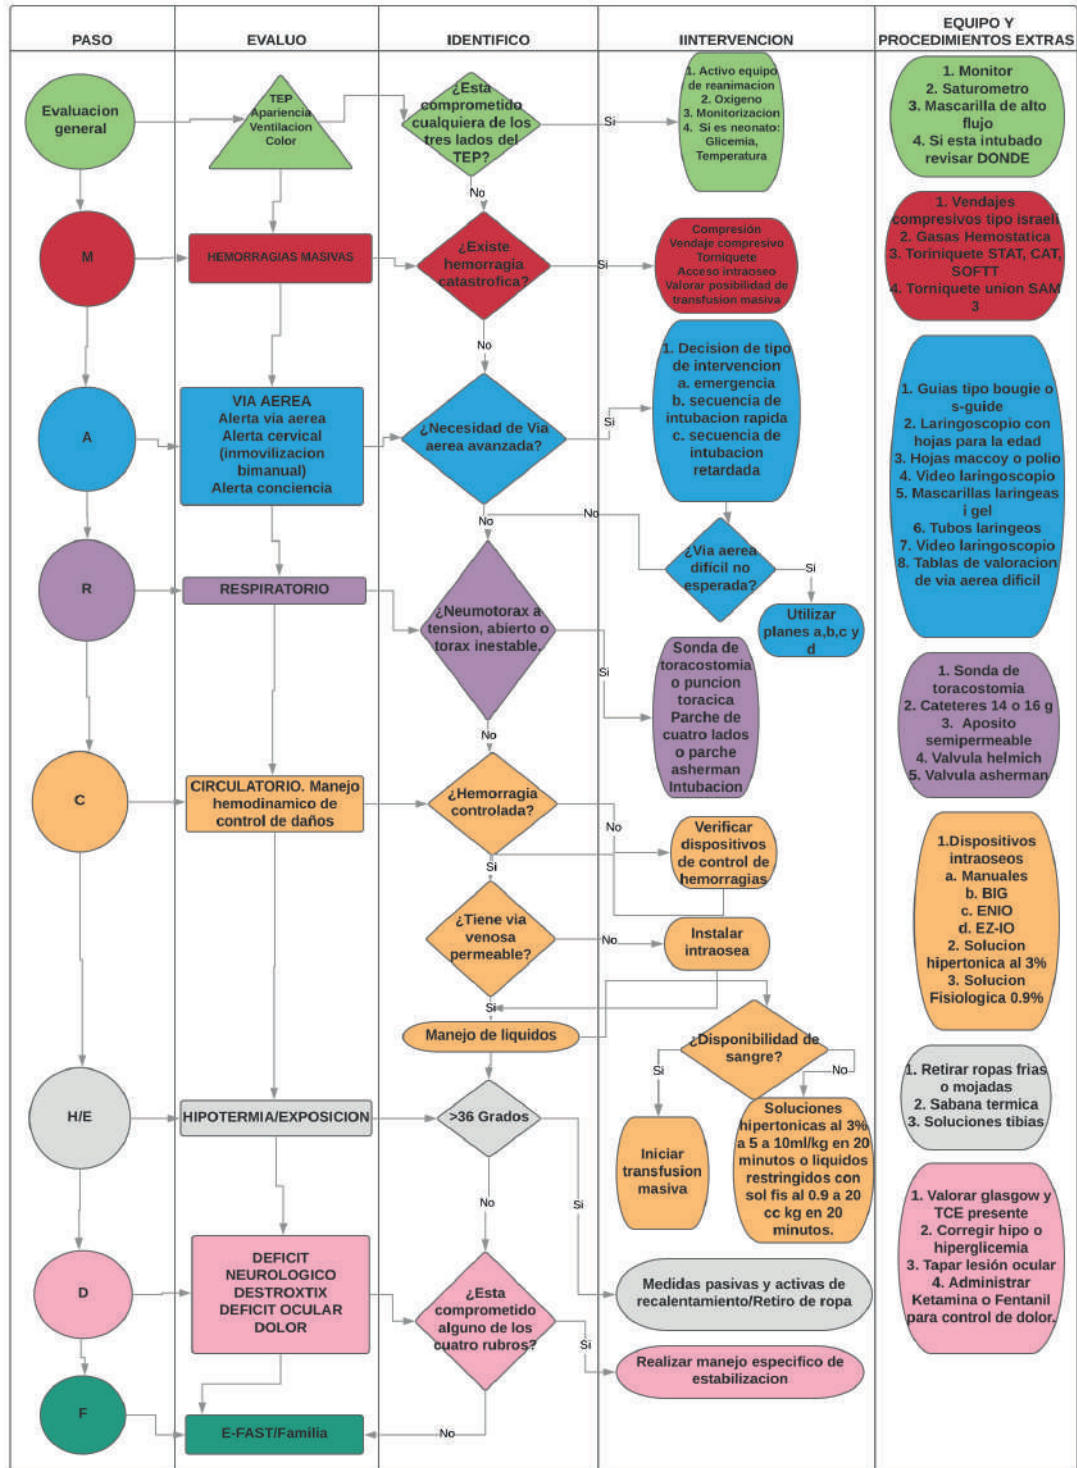 PASO
EVALUO
IDENTIFICO
IINTERVENCION
EQUIPO Y
PROCEDIMIENTOS EXTRAS
Evaluacion
general
TEP
Apariencia
Ventilacion
Color
¿Esta
comprometido
cualquiera de los
tres lados del
TEP?
Si
No
1. Activo equipo
de reanimacion
2. Oxigeno
3. Monitorizacion
4. Si es neonato:
Glicemia,
Temperatura
1. Monitor
2. Saturometro
3. Mascarilla de alto
flujo
4. Si esta intubado
revisar DONDE
M
HEMORRAGIAS MASIVAS
¿Existe
hemorragia
catastrofica?
Si
No
Compresión
Vendaje compresivo
Torniquete
Acceso intraoseo
Valorar posibilidad de
transfusion masiva
1. Vendajes
compresivos tipo israeli
2. Gasas Hemostatica
3. Toriniquete STAT, CAT,
SOFTT
4. Torniquete union SAM
3
A
VIA AEREA
Alerta via aerea
Alerta cervical
(inmovilizacion
bimanual)
Alerta conciencia
¿Necesidad de Via
aerea avanzada?
Si
No
1. Decision de tipo
de intervencion
a. emergencia
b. secuencia de
intubacion rapida
c. secuencia de
intubacion
retardada
No
¿Via aerea
difícil no
esperada?
Si
Utilizar
planes a,b,c y
d
1. Guias tipo bougie o
s-guide
2. Laringoscopio con
hojas para la edad
3. Hojas maccoy o polio
4. Video laringoscopio
5. Mascarillas laringeas
i gel
6. Tubos laringeos
7. Video laringoscopio
8. Tablas de valoracion
de via aerea dificil
R
RESPIRATORIO
¿Neumotorax a
tension, abierto o
torax inestable.
Si
No
Sonda de
toracostomia
o puncion
toracica
Parche de
cuatro lados
o parche
asherman
Intubacion
1. Sonda de
toracostomia
2. Cateteres 14 o 16 g
3. Aposito
semipermeable
4. Valvula helmich
5. Valvula asherman
C
CIRCULATORIO. Manejo
hemodinamico de
control de daños
¿Hemorragia
controlada?
No
Si
Verificar
dispositivos
de control de
hemorragias
¿Tiene via
venosa
permeable?
No
Instalar
intraosea
Si
Manejo de liquidos
¿Disponibilidad de
sangre?
Si
No
Iniciar
transfusion
masiva
Soluciones
hipertonicas al 3%
a 5 a 10ml/kg en 20
minutos o liquidos
restringidos con
sol fis al 0.9 a 20
cc kg en 20
minutos.
1.Dispositivos
intraoseos
a. Manuales
b. BIG
c. ENIO
d. EZ-IO
2. Solucion
hipertonica al 3%
3. Solucion
Fisiologica 0.9%
H/E
HIPOTERMIA/EXPOSICION
>36 Grados
No
Si
Medidas pasivas y activas de
recalentamiento/Retiro de ropa
1. Retirar ropas frias
o mojadas
2. Sabana termica
3. Soluciones tibias
D
DEFICIT
NEUROLOGICO
DESTROXTIX
DEFICIT OCULAR
DOLOR
¿Esta
comprometido
alguno de los
cuatro rubros?
Si
No
Realizar manejo especifico de
estabilizacion
1. Valorar glasgow y
TCE presente
2. Corregir hipo o
hiperglicemia
3. Tapar lesión ocular
4. Administrar
Ketamina o Fentanil
para control de dolor.
F
E-FAST/Familia